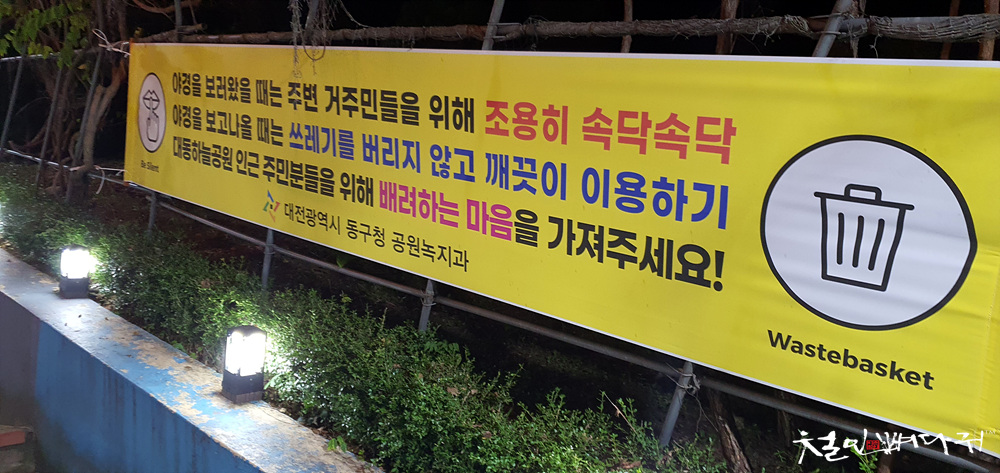 야경을 보러왔을 때는 주변 거주민들을 위해 조용히 속닥속닥
야경을 보고나올 때는 쓰레기를 버리지 않고 깨끗이 이용하기
대동하늘공원 인근 주민분들을 위해 배려하는 마음을 가져주세요!
대전광역시 동구청 공원녹지과
Be Silent
Wastebasket